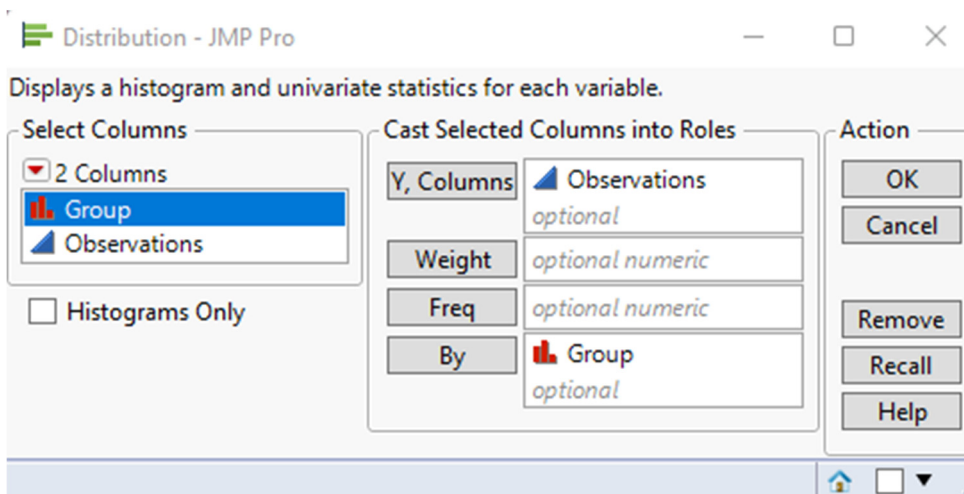 Distribution - JMP Pro
Displays a histogram and univariate statistics for each variable.
Select Columns
2 Columns
Group
Observations
Histograms Only
Cast Selected Columns into Roles
Y, Columns
Observations
optional
Weight
optional numeric
Freq
optional numeric
By
Group
optional
Action
OK
Cancel
Remove
Recall
Help